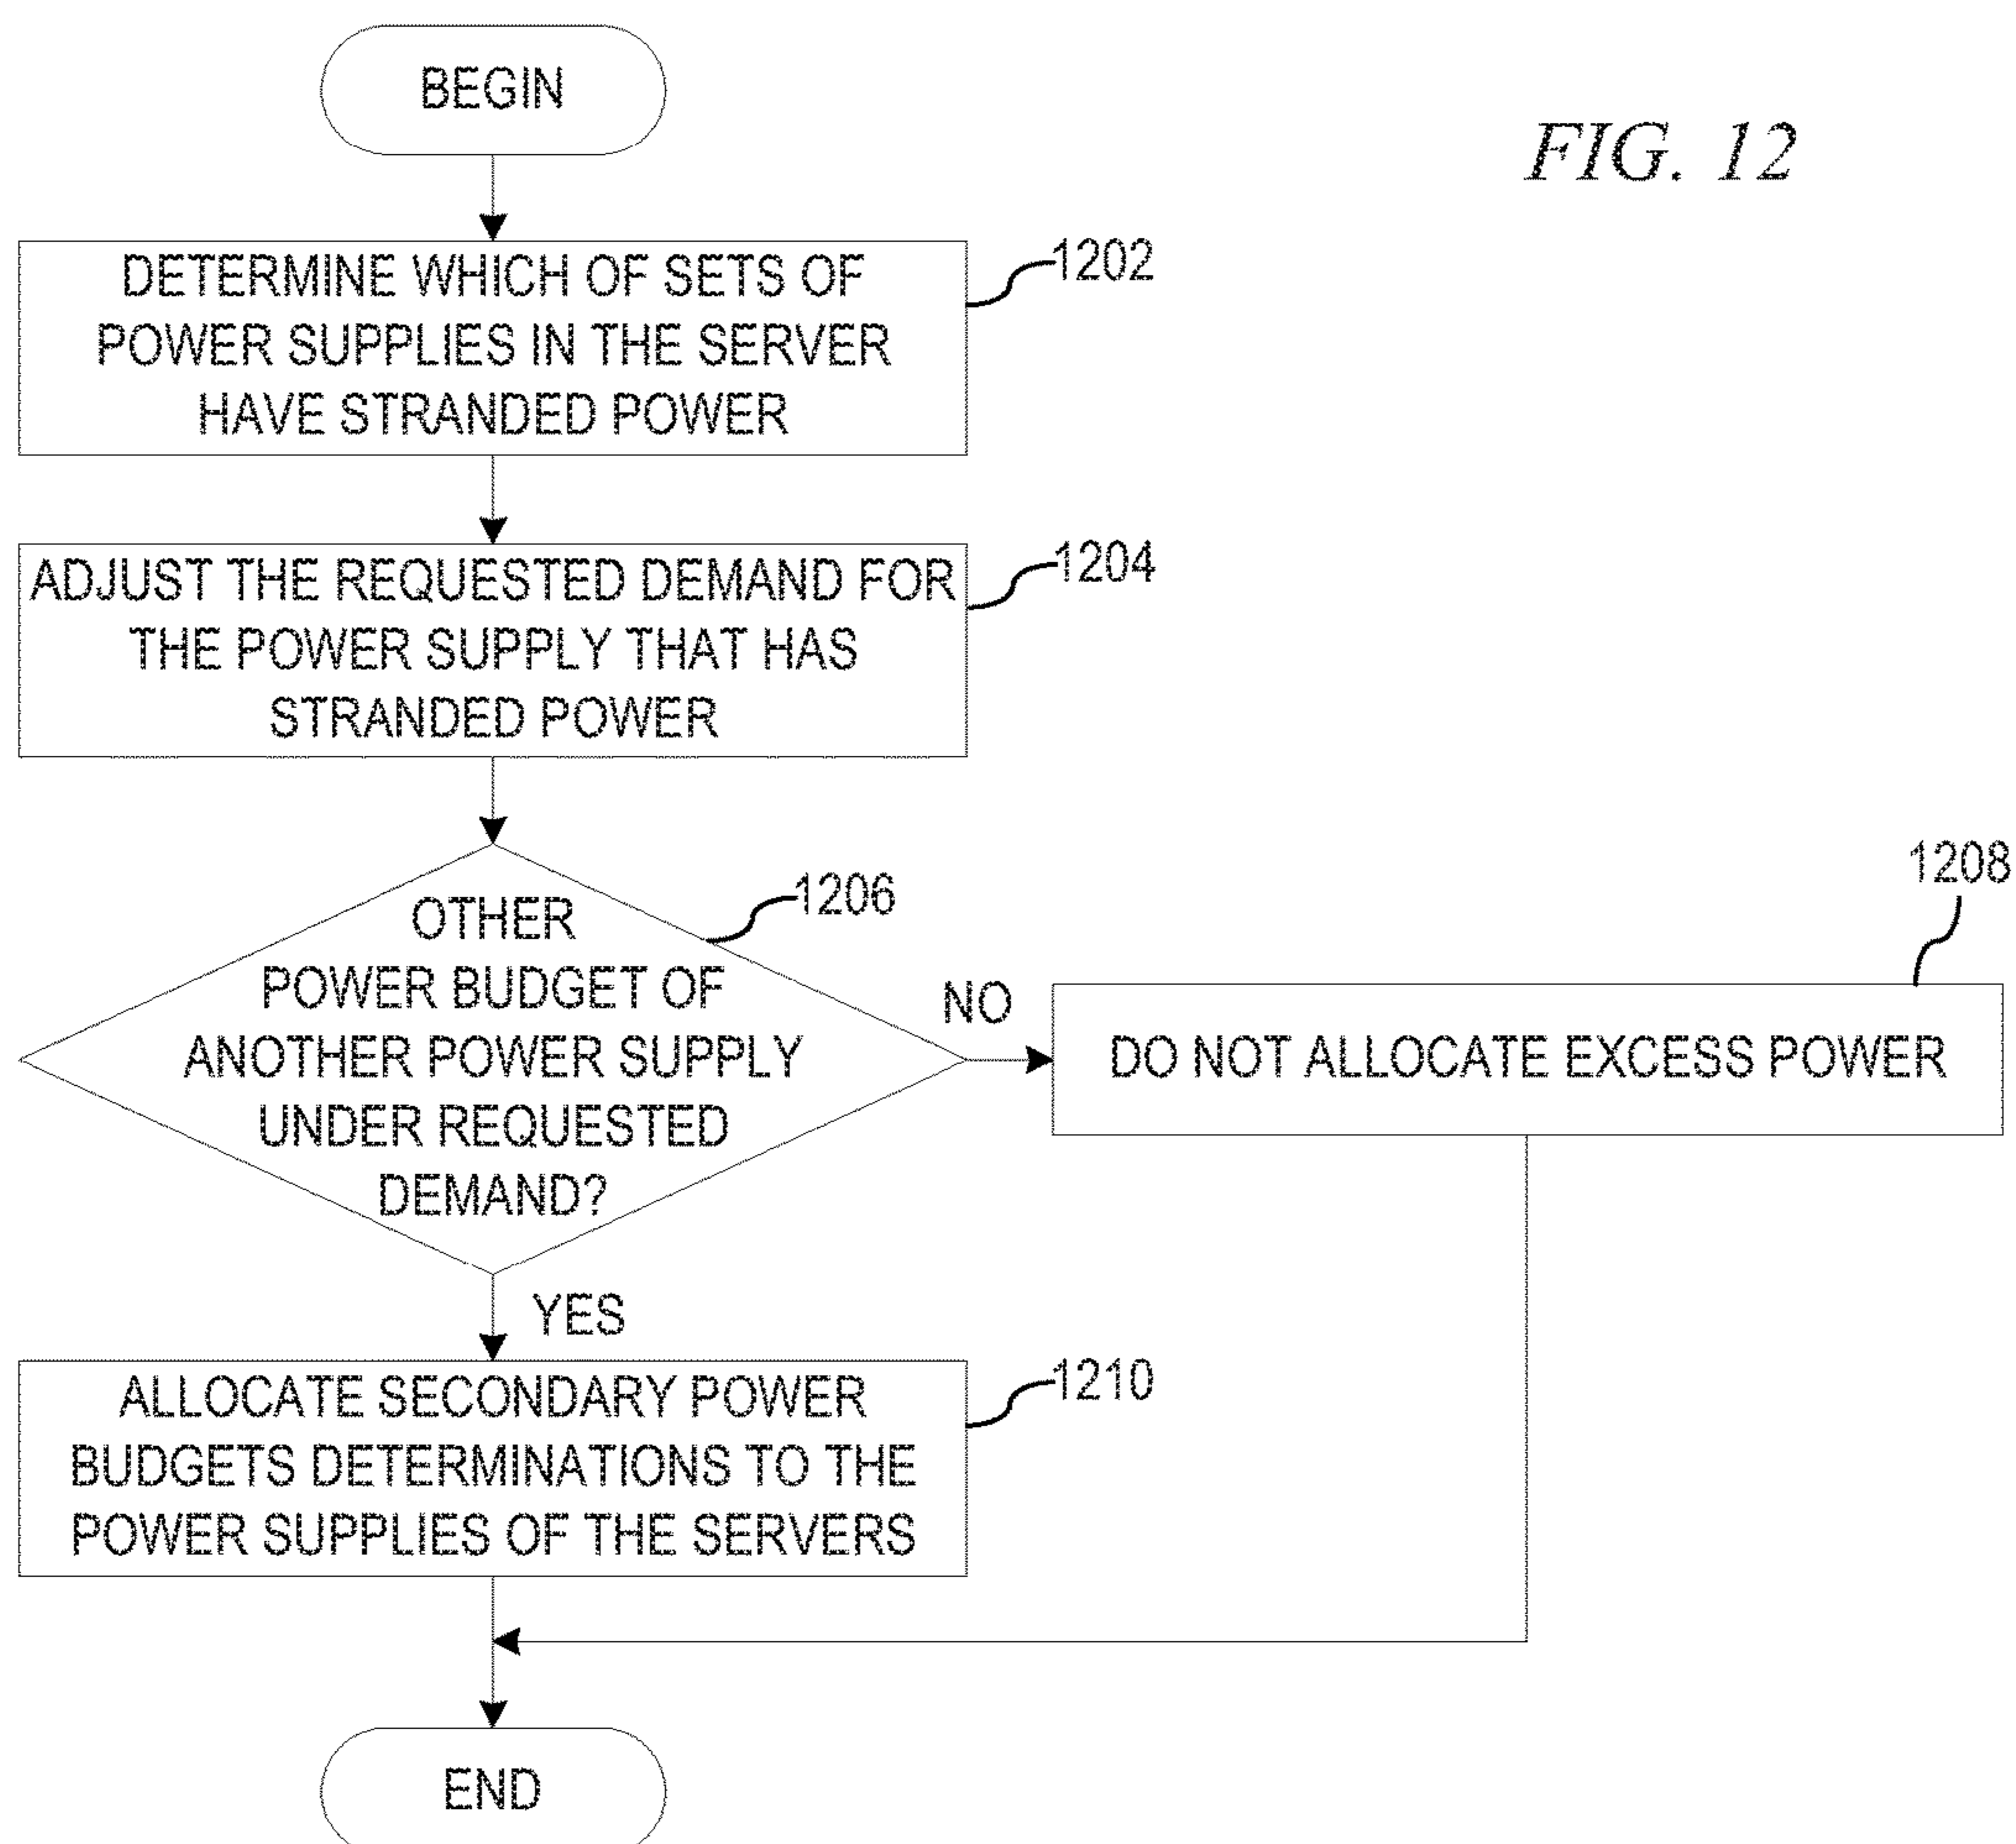 BEGIN
FIG. 12
DETERMINE WHICH OF SETS OF
POWER SUPPLIES IN THE SERVER
HAVE STRANDED POWER
1202
ADJUST THE REQUESTED DEMAND FOR
THE POWER SUPPLY THAT HAS
STRANDED POWER
1204
OTHER
POWER BUDGET OF
ANOTHER POWER SUPPLY
UNDER REQUESTED
DEMAND?
1206
NO
1208
DO NOT ALLOCATE EXCESS POWER
YES
ALLOCATE SECONDARY POWER
BUDGETS DETERMINATIONS TO THE
POWER SUPPLIES OF THE SERVERS
1210
END